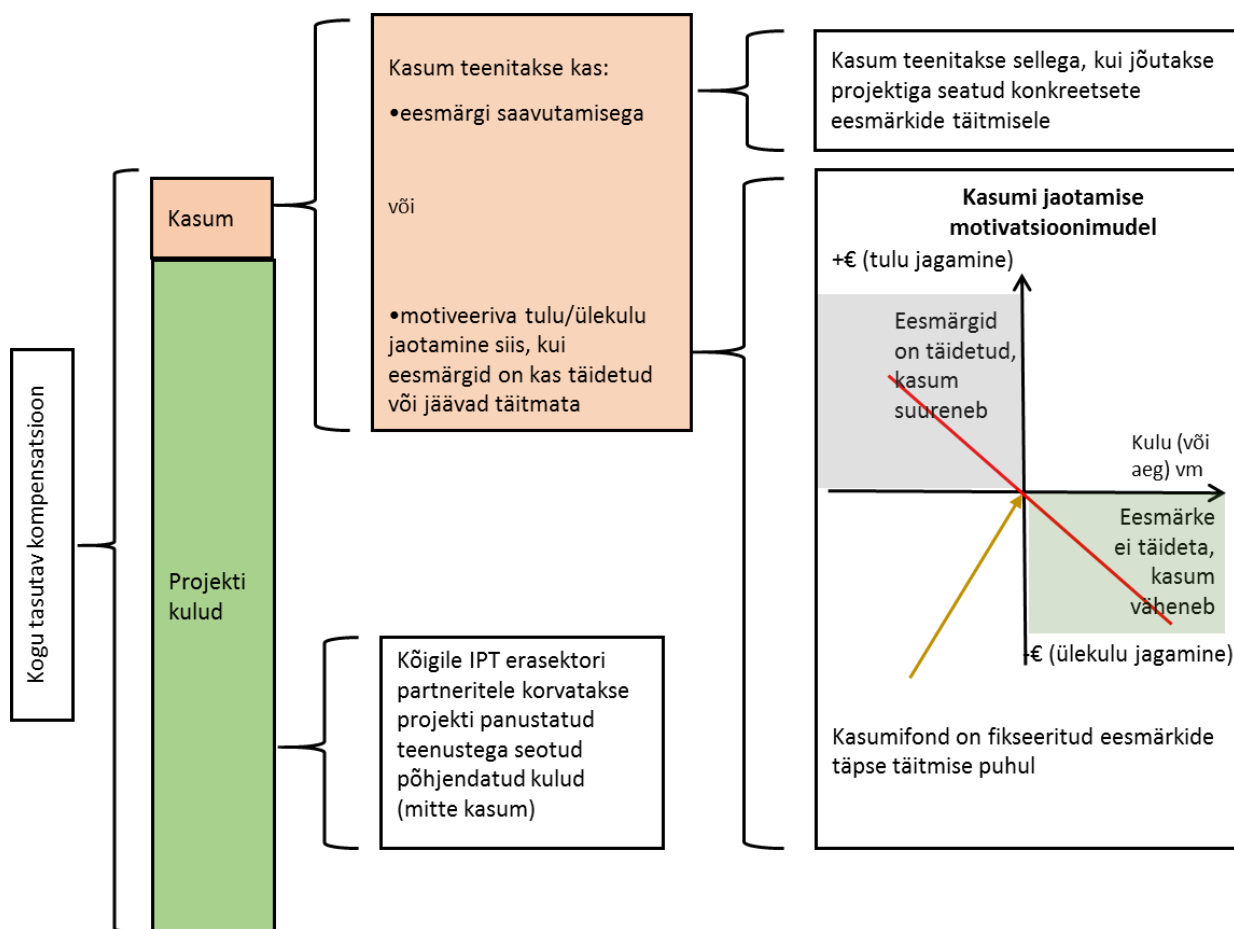 Kogu tasutav kompensatsioon
Kasum
Projekti
kulud
Kasum teenitakse kas:
•eesmärgi saavutamisega
või
•motiveeriva tulu/ülekulu
jaotamine siis, kui
eesmärgid on kas täidetud
või jäävad täitmata
Kõigile IPT erasektori
partneritele korvatakse
projekti panustatud
teenustega seotud
põhjendatud kulud
(mitte kasum)
Kasum teenitakse sellega, kui jõutakse
projektiga seatud konkreetsete
eesmärkide täitmisele
Kasumi jaotamise
motivatsioonimudel
+€ (tulu jagamine)
Eesmärgid
on täidetud,
kasum
suureneb
Kulu (või
aeg) vm
Eesmärke
ei täideta,
kasum
väheneb
-€ (ülekulu jagamine)
Kasumifond on fikseeritud eesmärkide
täpse täitmise puhul